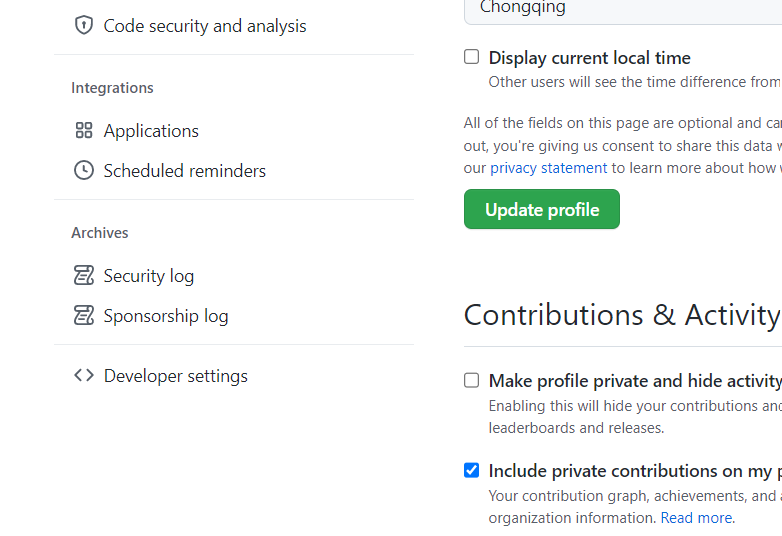 Code security and analysis
Integrations
Applications
Scheduled reminders
Archives
Security log
Sponsorship log
Developer settings
Chongqing
Display current local time
Other users will see the time difference from
All of the fields on this page are optional and
out, you're giving us consent to share this data
our privacy statement to learn more about how
Update profile
Contributions & Activity
Make profile private and hide activity
Enabling this will hide your contributions
leaderboards and releases.
Include private contributions on my
Your contribution graph, achievements, and
organization information. Read more.